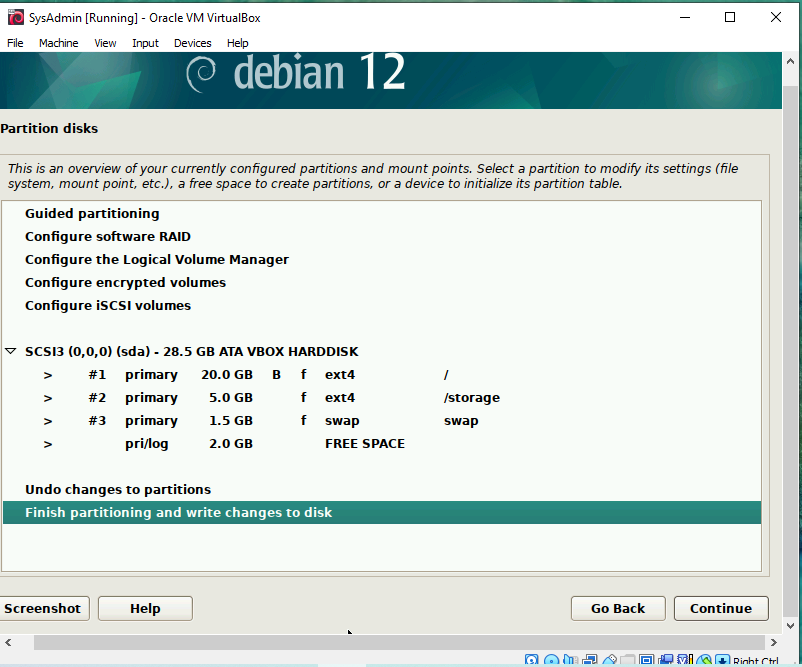 SysAdmin [Running] - Oracle VM VirtualBox
File Machine View Input Devices Help
debian 12
Partition disks
This is an overview of your currently configured partitions and mount points. Select a partition to modify its settings (file
system, mount point, etc.), a free space to create partitions, or a device to initialize its partition table.
Guided partitioning
Configure software RAID
Configure the Logical Volume Manager
Configure encrypted volumes
Configure iSCSI volumes
SCSI3 (0,0,0) (sda) - 28.5 GB ATA VBOX HARDDISK
> #1 primary 20.0 GB B f ext4 /
> #2 primary 5.0 GB f ext4 /storage
> #3 primary 1.5 GB f swap swap
> pri/log 2.0 GB FREE SPACE
Undo changes to partitions
Finish partitioning and write changes to disk
Screenshot Help Go Back Continue
Right Ctrl